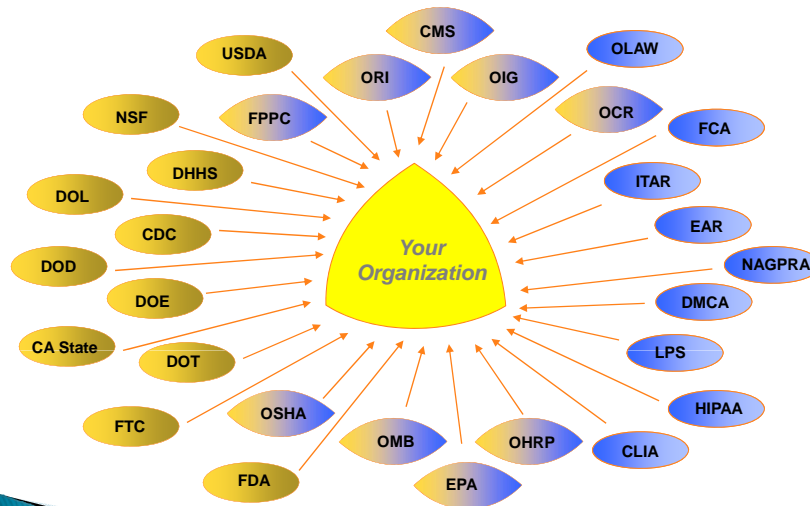 CMS
USDA
OLAW
ORI
OIG
NSF
FPPC
OCR
FCA
DHHS
ITAR
DOL
CDC
EAR
Your
Organization
DOD
NAGPRA
DOE
DMCA
CA State
DOT
LPS
OSHA
HIPAA
FTC
OMB
OHRP
CLIA
FDA
EPA